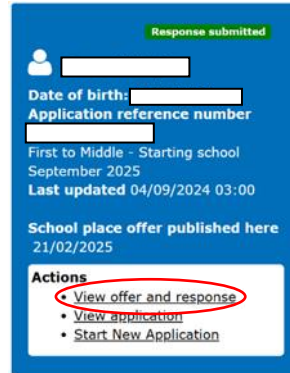 Response submitted
Date of birth:
Application reference number
First to Middle - Starting school
September 2025
Last updated 04/09/2024 03:00
School place offer published here
21/02/2025
Actions
• View offer and response
• View application
• Start New Application